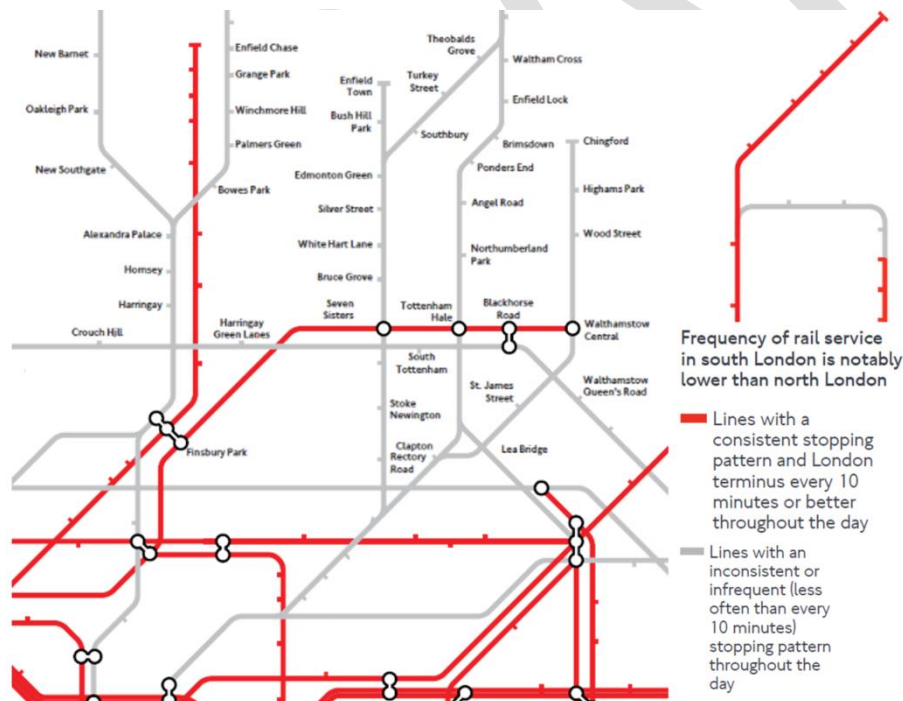 New Barnet
Oakleigh Park
New Southgate
Enfield Chase
Grange Park
Winchmore Hill
Palmers Green
Bowes Park
Alexandra Palace
Hornsey
Harringay
Crouch Hill
Harringay
Green Lanes
Finsbury Park
Enfield
Town
Bush Hill
Park
Edmonton Green
Silver Street
White Hart Lane
Bruce Grove
Seven
Sisters
Theobalds
Grove
Turkey
Street
Southbury
Waltham Cross
Enfield Lock
Brimsdown
Ponders End
Angel Road
Northumberland
Park
Tottenham
Hale
Blackhorse
Road
Chingford
Highams Park
Wood Street
Walthamstow
Central
South
Tottenham
St. James
Street
Walthamstow
Queen's Road
Stoke
Newington
Clapton
Rectory
Road
Lea Bridge
Frequency of rail service
in south London is notably
lower than north London
Lines with a
consistent stopping
pattern and London
terminus every 10
minutes or better
throughout the day
Lines with an
inconsistent or
infrequent (less
often than every
10 minutes)
stopping pattern
throughout the
day